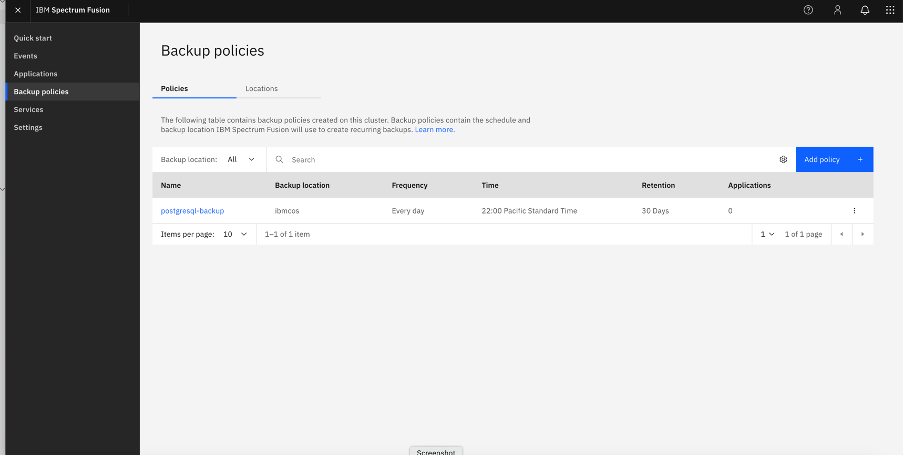 IBM Spectrum Fusion
Quick start
Events
Applications
Backup policies
Services
Settings
Backup policies
Policies
Locations
The following table contains backup policies created on this cluster. Backup policies contain the schedule and
backup location IBM Spectrum Fusion will use to create recurring backups. Learn more.
Backup location: All
Search
Add policy +
Name Backup location Frequency Time Retention Applications
postgresql-backup ibmcos Every day 22:00 Pacific Standard Time 30 Days 0
Items per page: 10 1–1 of 1 item 1 1 of 1 page
Screenshot